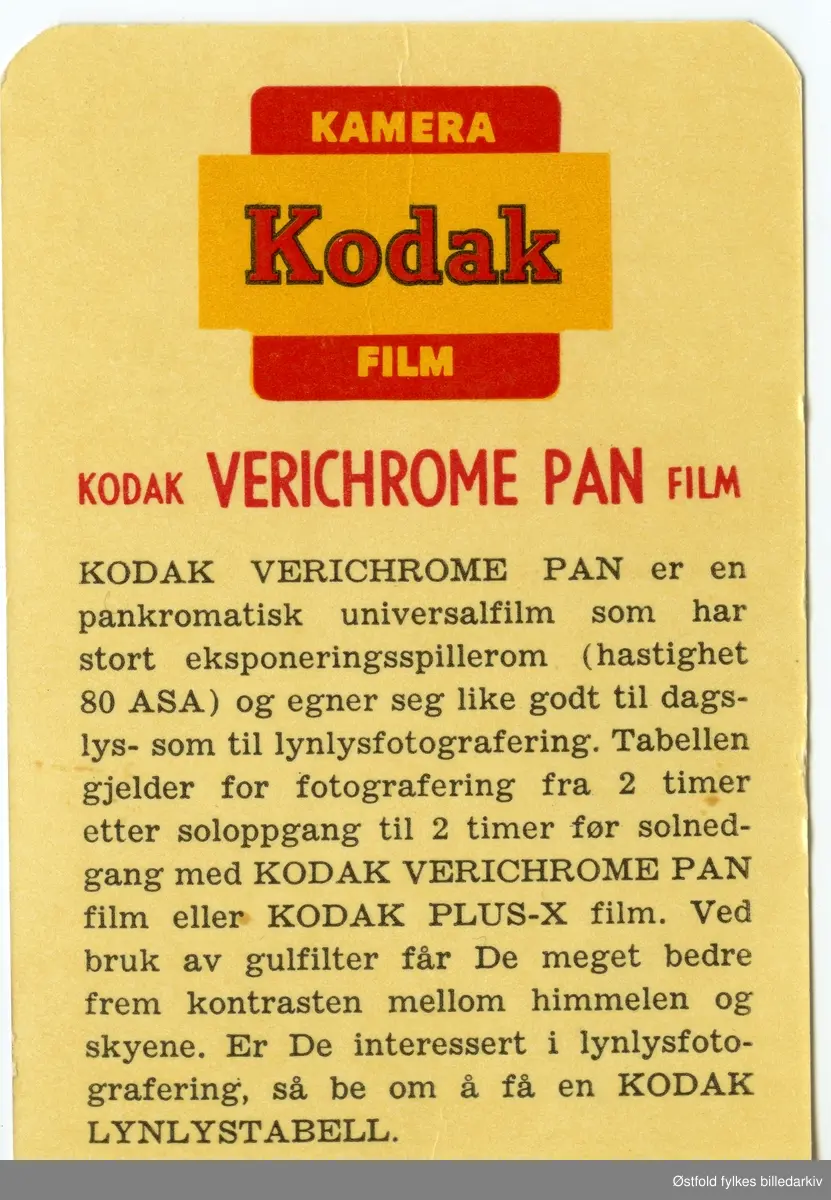 KAMERA
Kodak
FILM
KODAK VERICHROME PAN FILM
KODAK VERICHROME PAN er en
pankromatisk universalfilm som har
stort eksponeringsspillerom (hastighet
80 ASA) og egner seg like godt til dags-
lys- som til lynlysfotografering. Tabellen
gjelder for fotografering fra 2 timer
etter soloppgang til 2 timer før solned-
gang med KODAK VERICHROME PAN
film eller KODAK PLUS-X film. Ved
bruk av gulfilter får De meget bedre
frem kontrasten mellom himmelen og
skyene. Er De interessert i lynlysfoto-
grafering, så be om å få en KODAK
LYNLYSTABELL.
Østfold fylkes billedarkiv